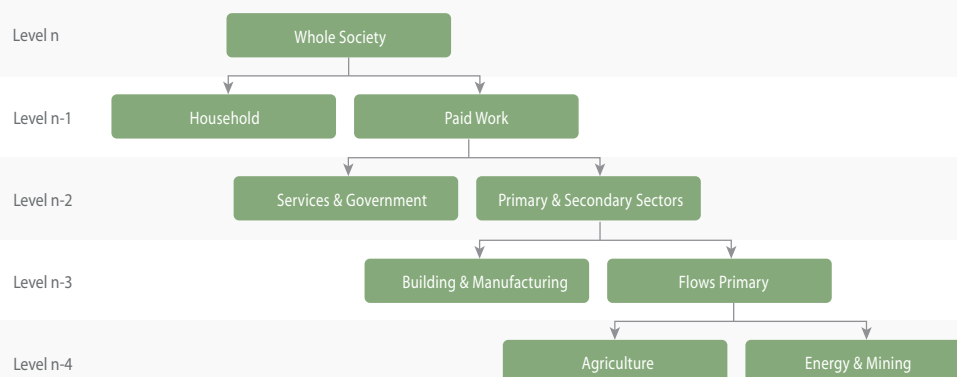 Level n
Whole Society
Level n-1
Household
Paid Work
Level n-2
Services & Government
Primary & Secondary Sectors
Level n-3
Building & Manufacturing
Flows Primary
Level n-4
Agriculture
Energy & Mining